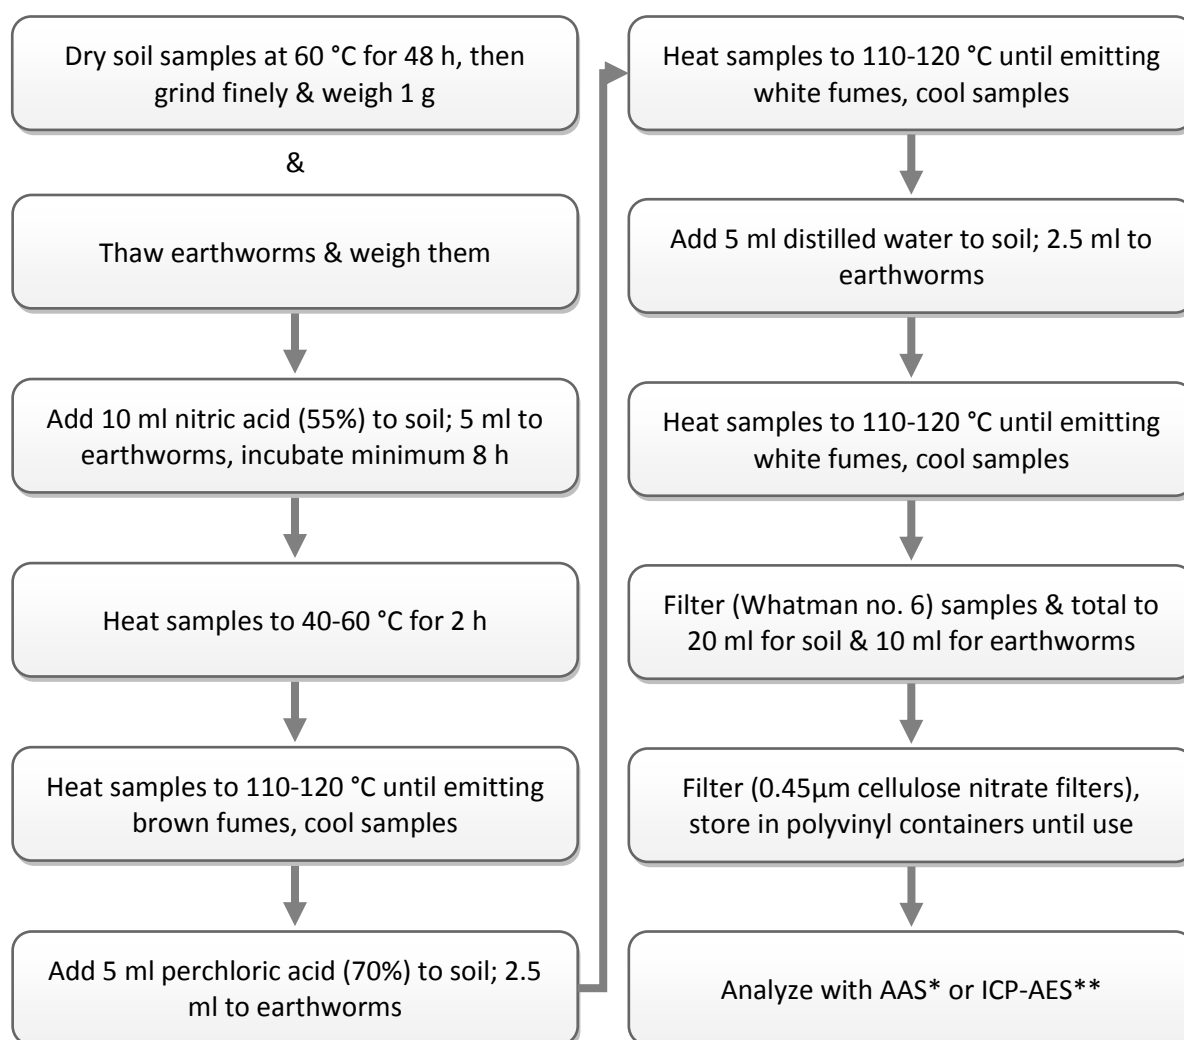 Dry soil samples at 60 °C for 48 h, then
grind finely & weigh 1 g
&
Thaw earthworms & weigh them
Add 10 ml nitric acid (55%) to soil; 5 ml to
earthworms, incubate minimum 8 h
Heat samples to 40-60 °C for 2 h
Heat samples to 110-120 °C until emitting
brown fumes, cool samples
Add 5 ml perchloric acid (70%) to soil; 2.5
ml to earthworms
Heat samples to 110-120 °C until emitting
white fumes, cool samples
Add 5 ml distilled water to soil; 2.5 ml to
earthworms
Heat samples to 110-120 °C until emitting
white fumes, cool samples
Filter (Whatman no. 6) samples & total to
20 ml for soil & 10 ml for earthworms
Filter (0.45µm cellulose nitrate filters),
store in polyvinyl containers until use
Analyze with AAS* or ICP-AES**